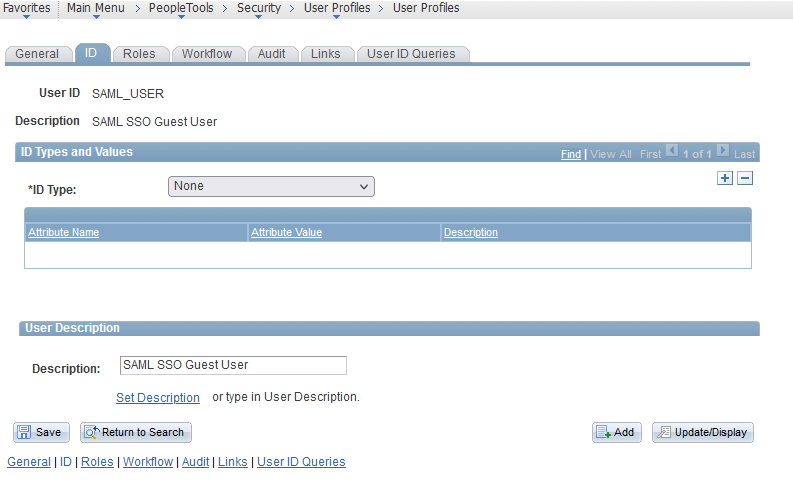 Favorites Main Menu > PeopleTools > Security > User Profiles > User Profiles
General ID Roles Workflow Audit Links User ID Queries
User ID SAML_USER
Description SAML SSO Guest User
ID Types and Values Find | View All First 1 of 1 Last
*ID Type: None
Attribute Name Attribute Value Description
User Description
Description: SAML SSO Guest User
Set Description or type in User Description.
Save Return to Search Add Update/Display
General | ID | Roles | Workflow | Audit | Links | User ID Queries